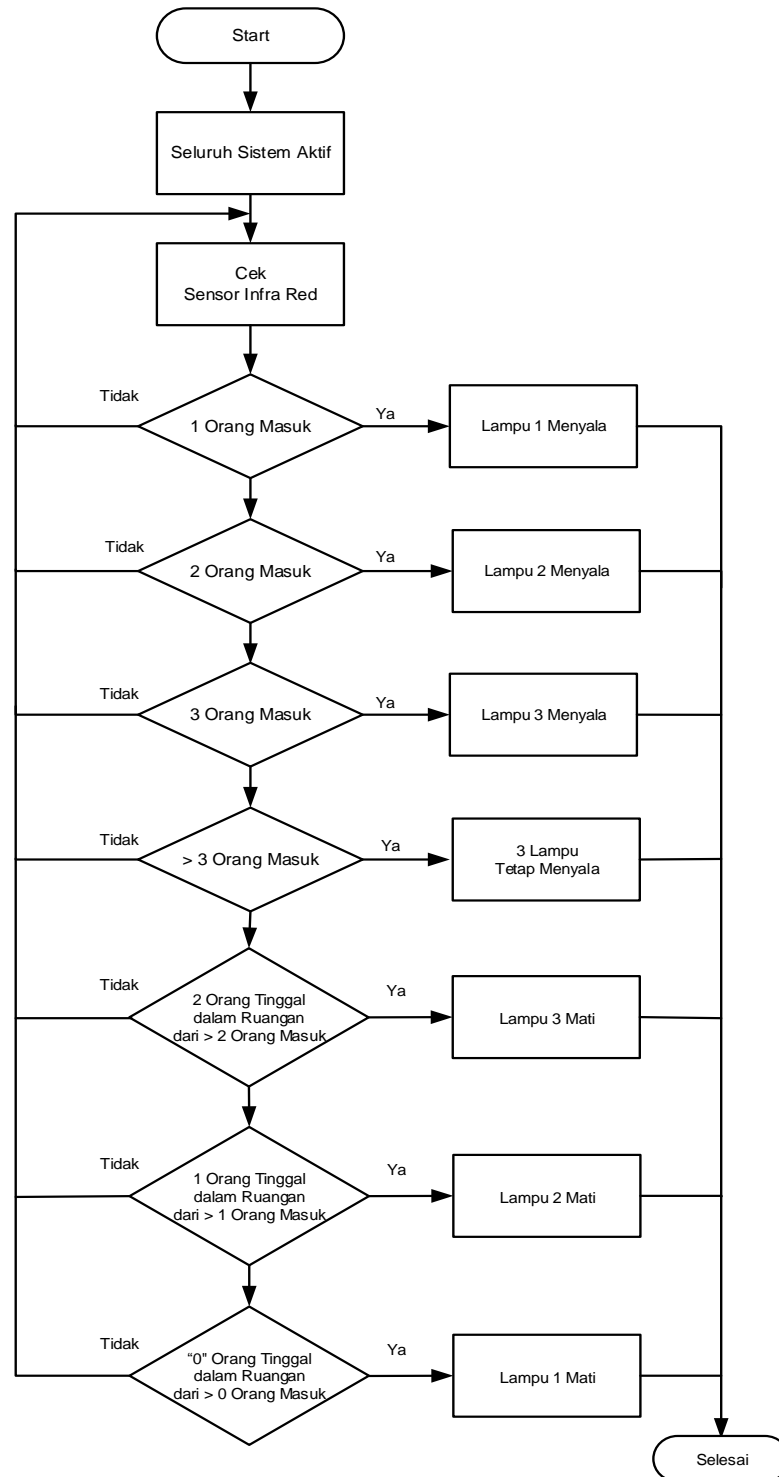 Start
Seluruh Sistem Aktif
Cek
Sensor Infra Red
Tidak
1 Orang Masuk
Ya
Lampu 1 Menyala
Tidak
2 Orang Masuk
Ya
Lampu 2 Menyala
Tidak
3 Orang Masuk
Ya
Lampu 3 Menyala
Tidak
> 3 Orang Masuk
Ya
3 Lampu
Tetap Menyala
Tidak
2 Orang Tinggal
dalam Ruangan
dari > 2 Orang Masuk
Ya
Lampu 3 Mati
Tidak
1 Orang Tinggal
dalam Ruangan
dari > 1 Orang Masuk
Ya
Lampu 2 Mati
Tidak
“0” Orang Tinggal
dalam Ruangan
dari > 0 Orang Masuk
Ya
Lampu 1 Mati
Selesai